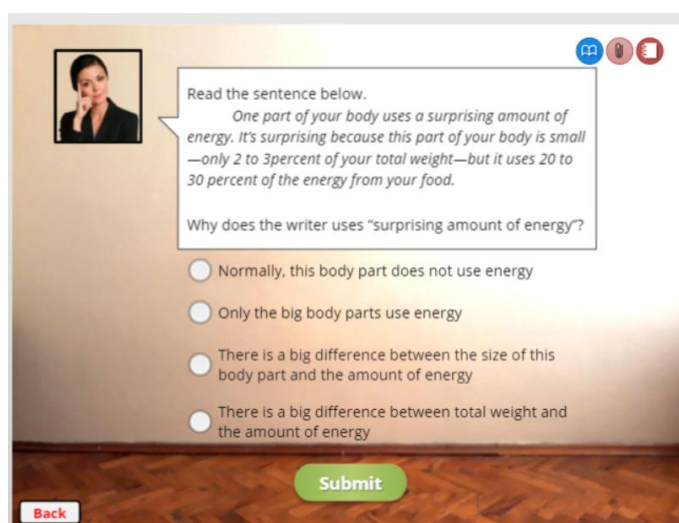 Read the sentence below.
One part of your body uses a surprising amount of
energy. It's surprising because this part of your body is small
—only 2 to 3percent of your total weight—but it uses 20 to
30 percent of the energy from your food.
Why does the writer uses “surprising amount of energy”?
Normally, this body part does not use energy
Only the big body parts use energy
There is a big difference between the size of this
body part and the amount of energy
There is a big difference between total weight and
the amount of energy
Submit
Back